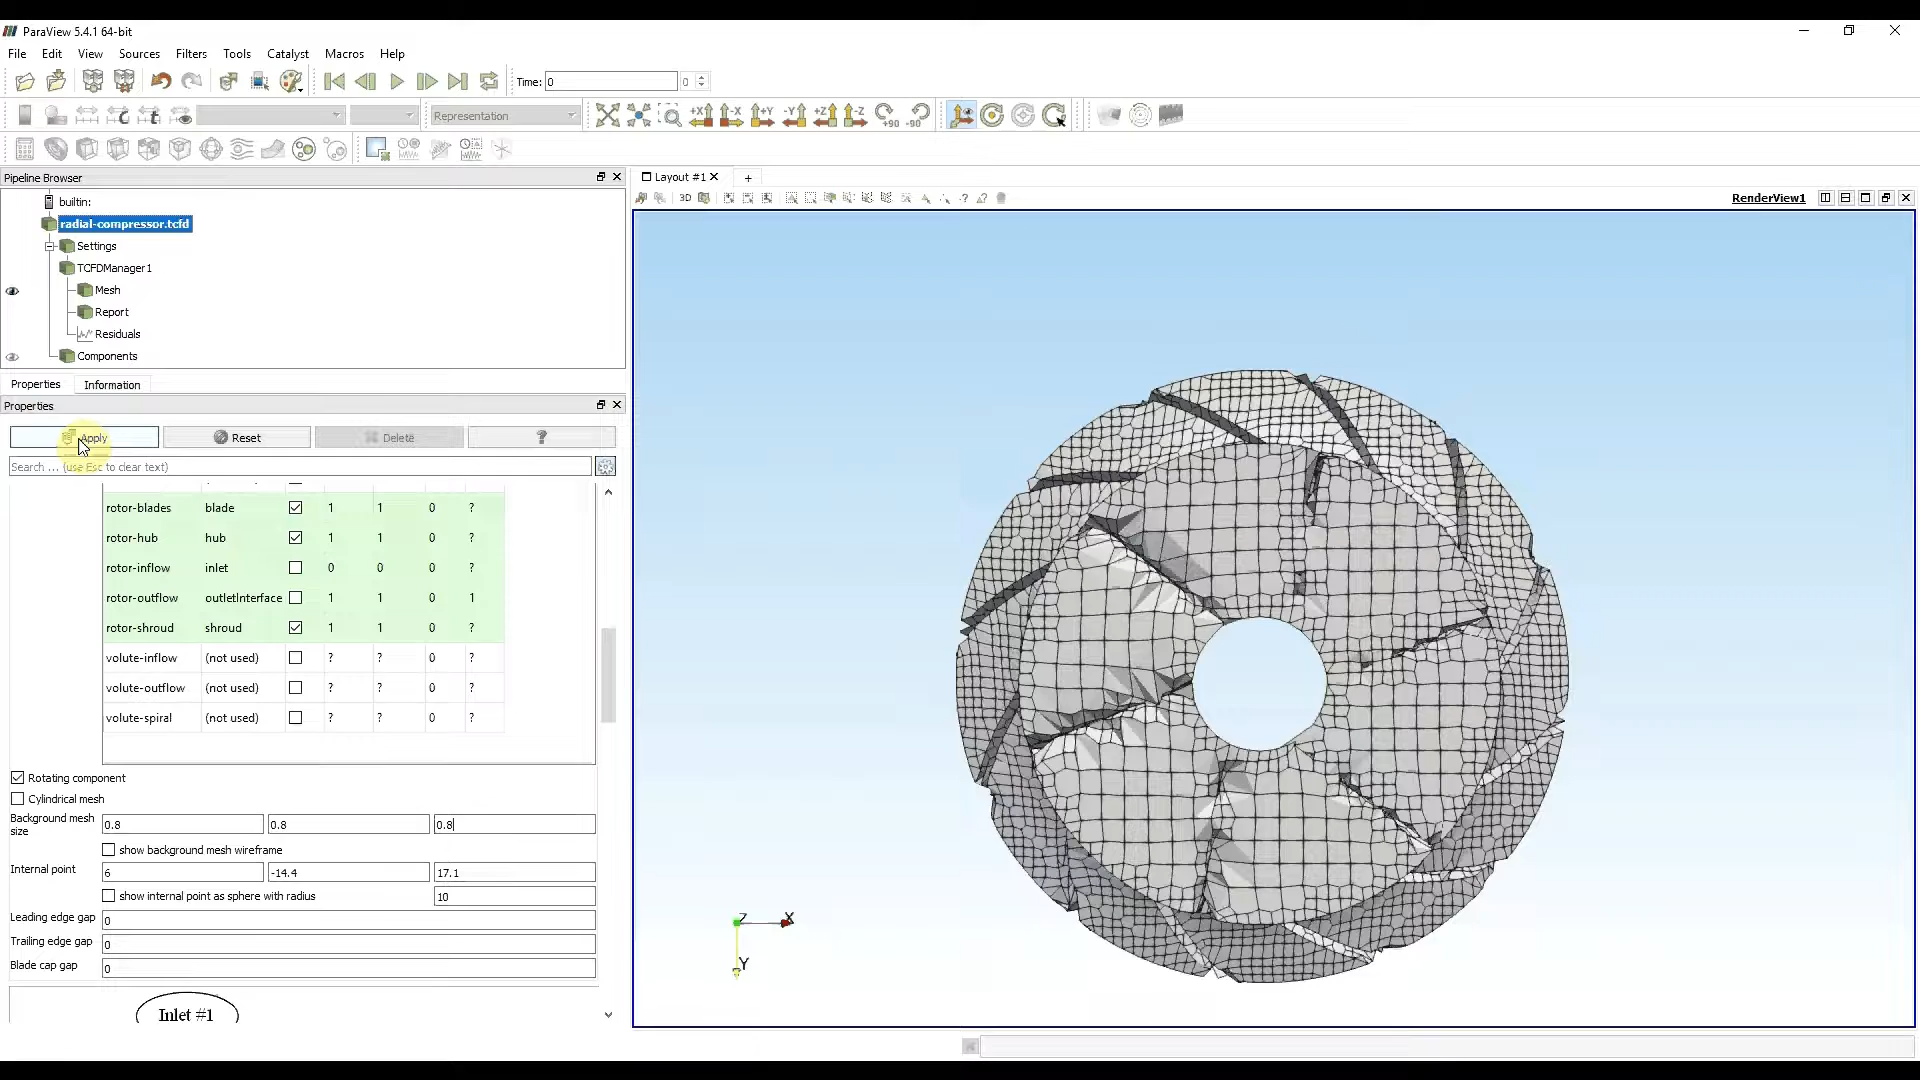 ParaView 5.4.1 64-bit
File Edit View Sources Filters Tools Catalyst Macros Help
Time: 0 0
Representation
+X -X +Y -Y +Z -Z +90 -90
Pipeline Browser
Layout #1 +
builtin:
3D
RenderView1
radial-compressor.tcfd
Settings
TCFDManager1
Mesh
Report
Residuals
Components
Properties Information
Properties
Apply Reset Delete ?
Search ... (use Esc to clear text)
rotor-blades blade 1 1 0 ?
rotor-hub hub 1 1 0 ?
rotor-inflow inlet 0 0 0 ?
rotor-outflow outletInterface 1 1 0 1
rotor-shroud shroud 1 1 0 ?
volute-inflow (not used) ? ? 0 ?
volute-outflow (not used) ? ? 0 ?
volute-spiral (not used) ? ? 0 ?
Rotating component
Cylindrical mesh
Background mesh size 0.8 0.8 0.8
show background mesh wireframe
Internal point 6 -14.4 17.1
show internal point as sphere with radius 10
Leading edge gap 0
Trailing edge gap 0
Blade cap gap 0
Inlet #1
Z X
Y